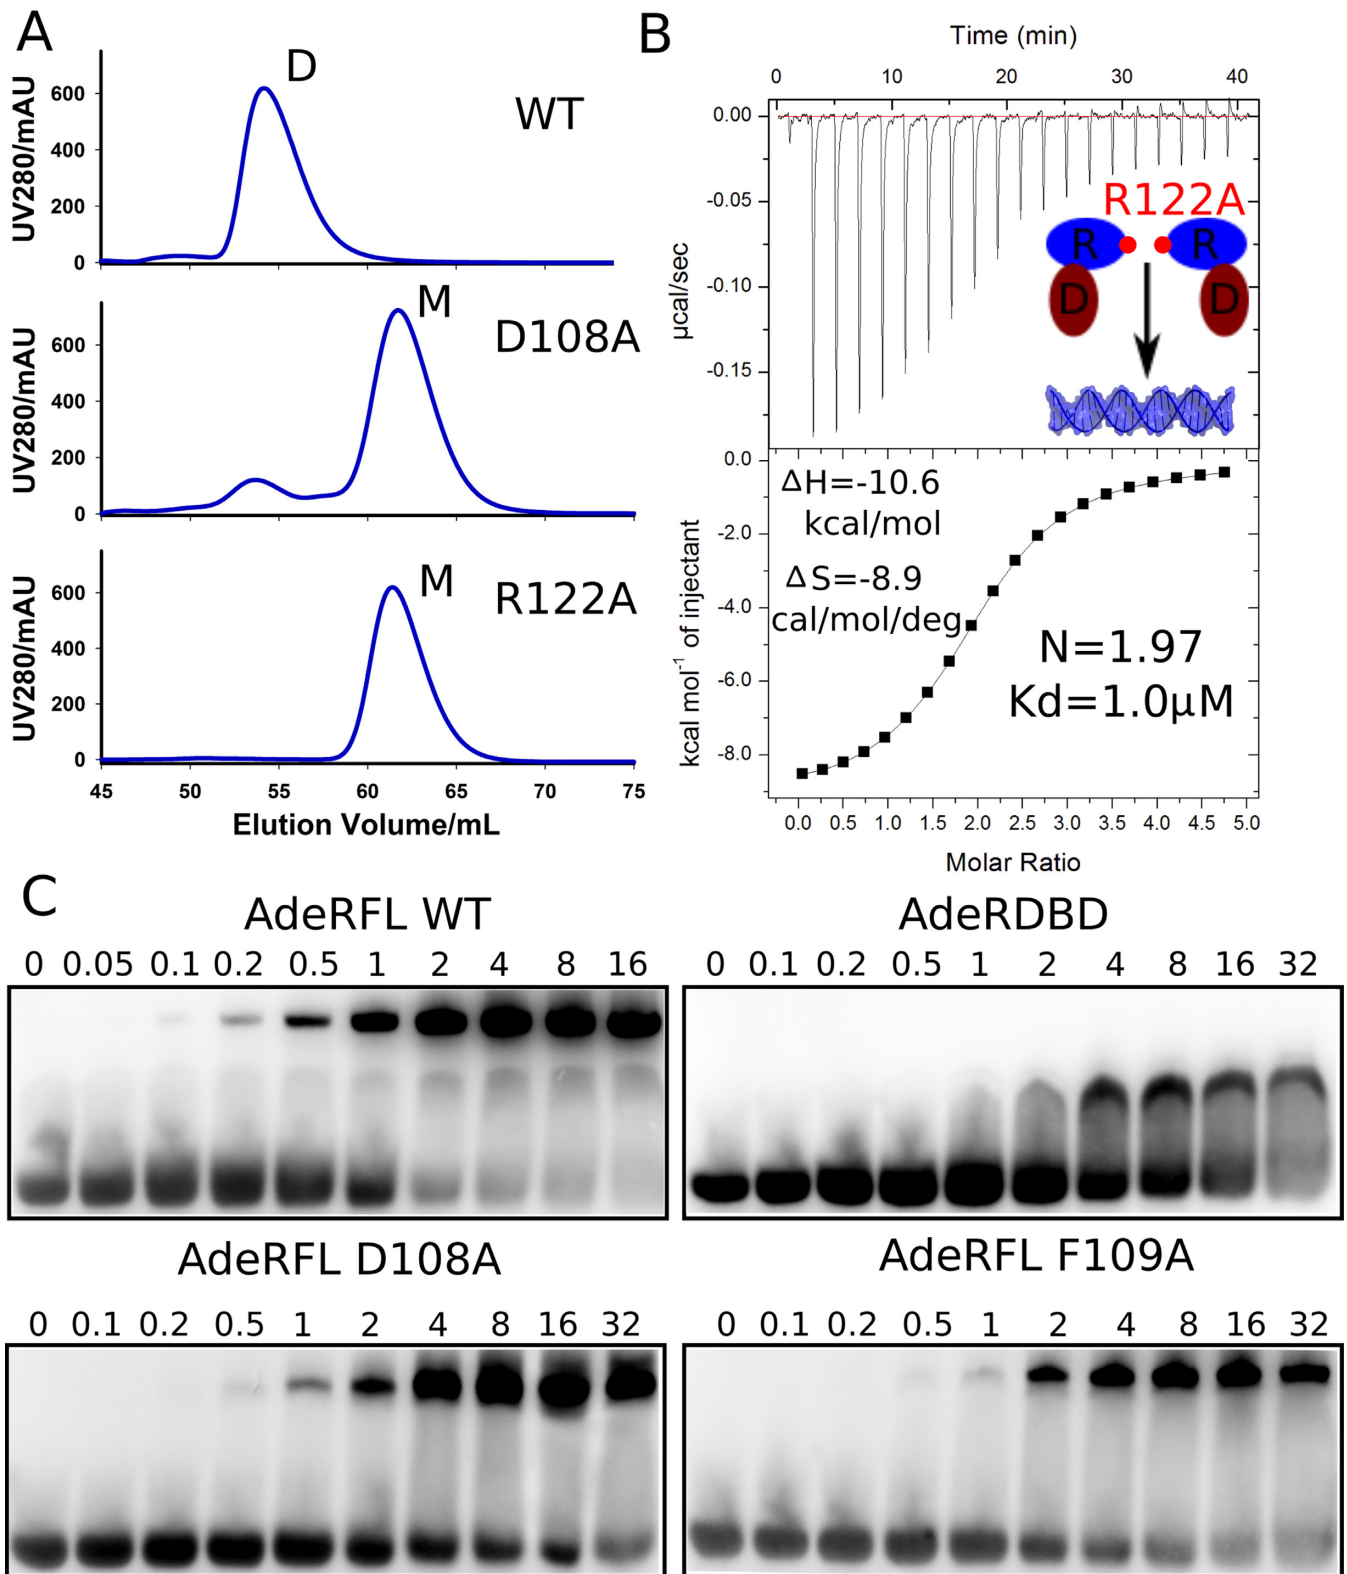 A
D
WT
UV280/mAU
600
400
200
0
M
D108A
UV280/mAU
600
400
200
0
M
R122A
UV280/mAU
600
400
200
0
45 50 55 60 65 70 75
Elution Volume/mL
B
Time (min)
0 10 20 30 40
0.00
-0.05
-0.10
-0.15
µcal/sec
R122A
R R
D D
0.0
-2.0
-4.0
-6.0
-8.0
kcal mol⁻¹ of injectant
ΔH=-10.6
kcal/mol
ΔS=-8.9
cal/mol/deg
N=1.97
Kd=1.0µM
0.0 0.5 1.0 1.5 2.0 2.5 3.0 3.5 4.0 4.5 5.0
Molar Ratio
C
AdeRFL WT
0 0.05 0.1 0.2 0.5 1 2 4 8 16
AdeRDBD
0 0.1 0.2 0.5 1 2 4 8 16 32
AdeRFL D108A
0 0.1 0.2 0.5 1 2 4 8 16 32
AdeRFL F109A
0 0.1 0.2 0.5 1 2 4 8 16 32